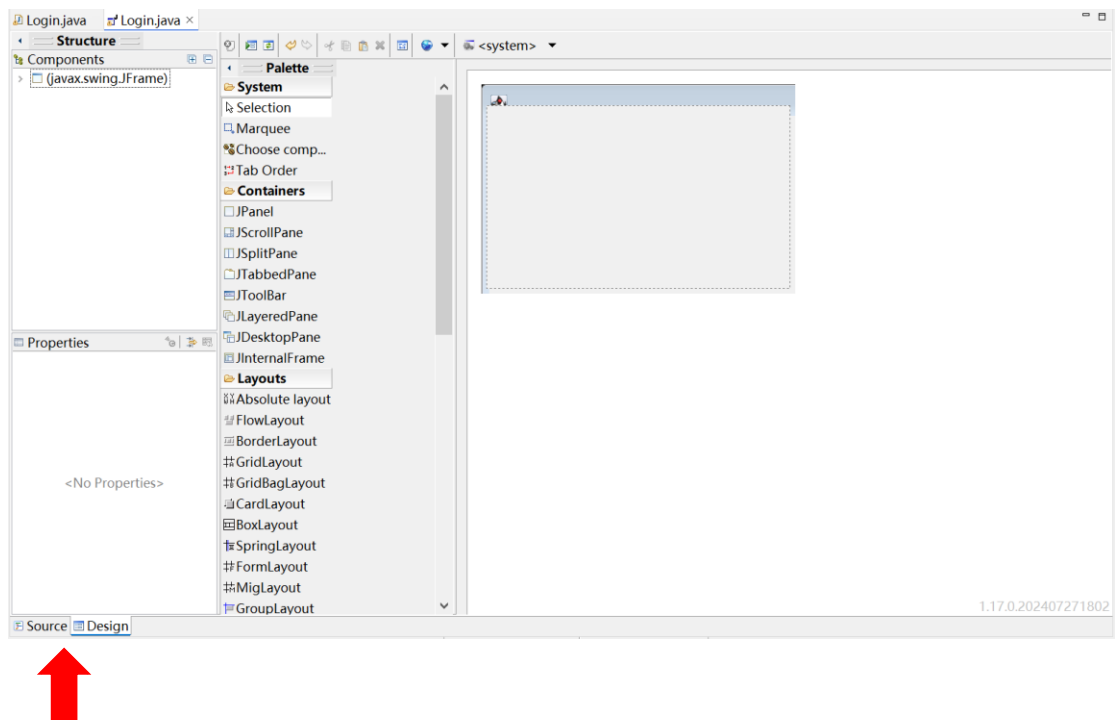 Login.java
Login.java
Structure
Components
(javax.swing.JFrame)
Properties
<No Properties>
<system>
Palette
System
Selection
Marquee
Choose comp...
Tab Order
Containers
JPanel
JScrollPane
JSplitPane
JTabbedPane
JToolBar
JLayeredPane
JDesktopPane
JInternalFrame
Layouts
Absolute layout
FlowLayout
BorderLayout
GridLayout
GridBagLayout
CardLayout
BoxLayout
SpringLayout
FormLayout
MigLayout
GroupLayout
1.17.0.202407271802
Source Design